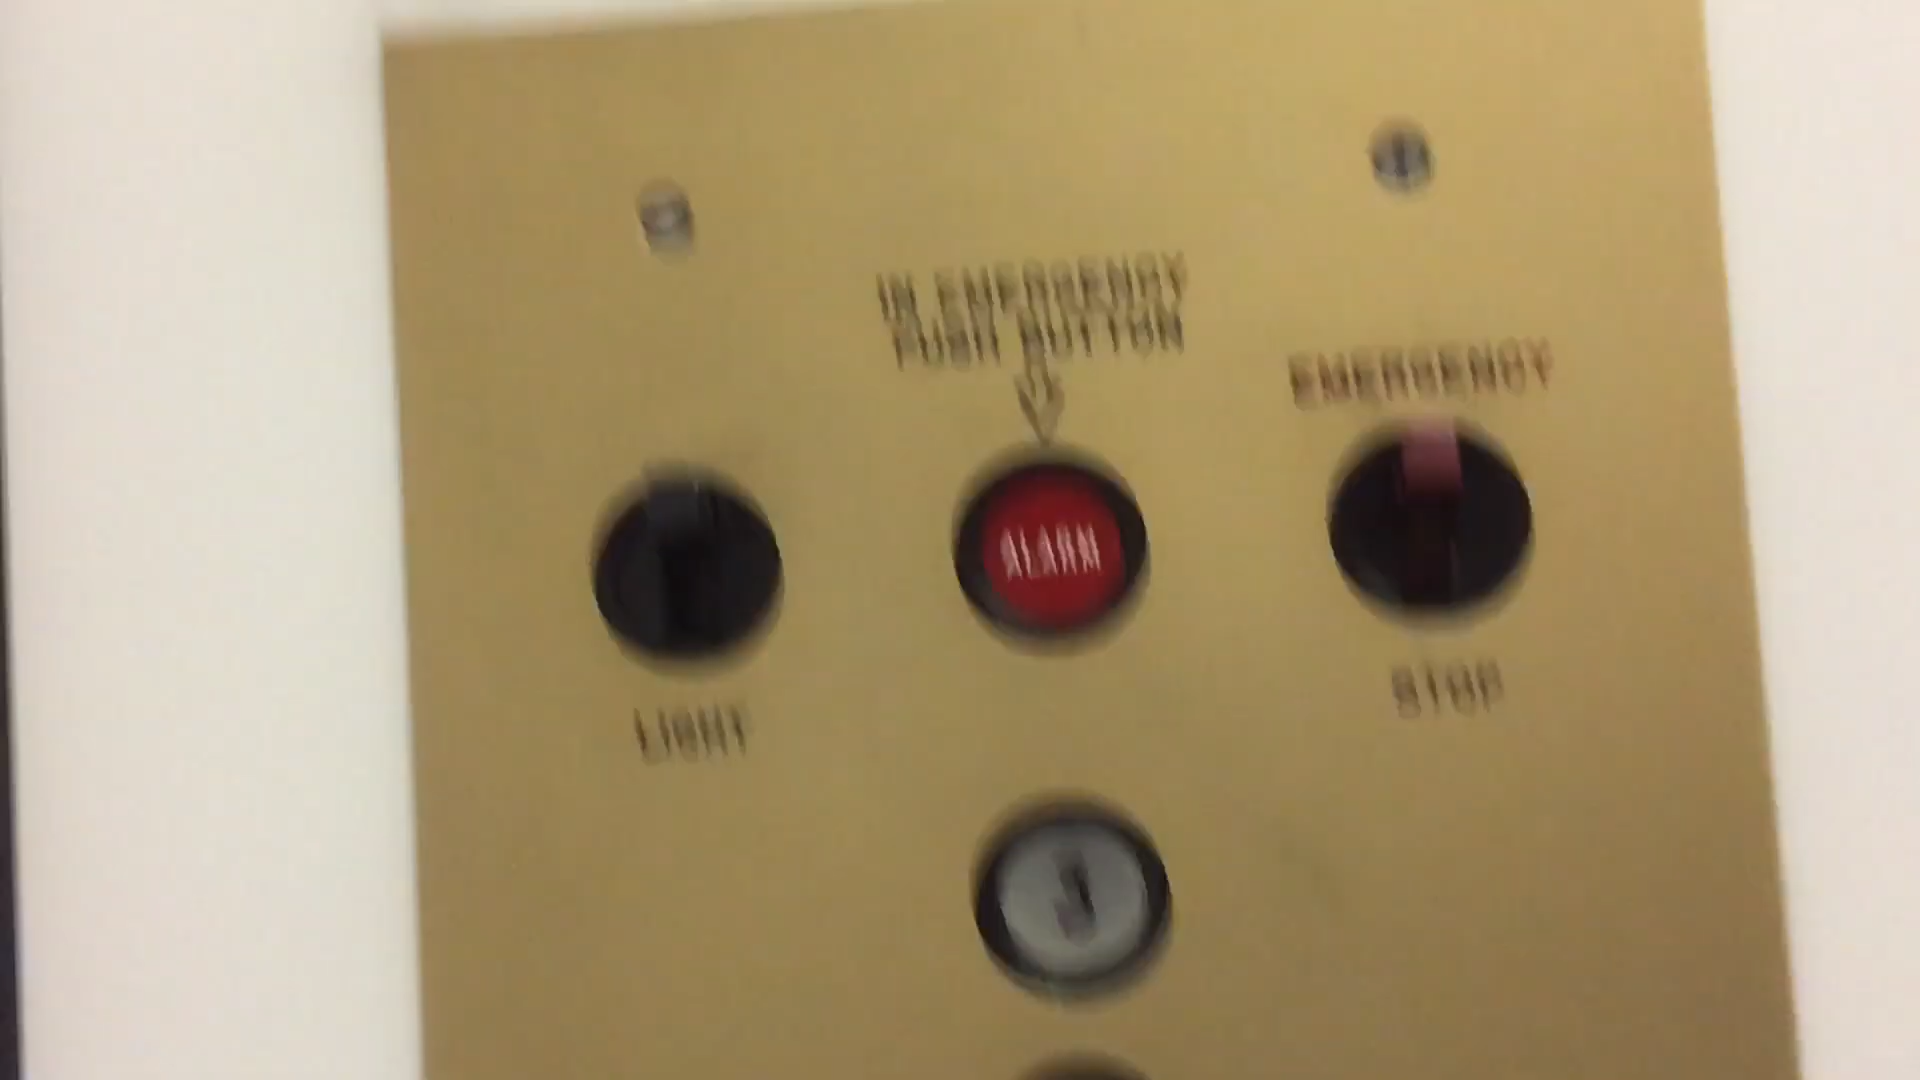 IN EMERGENCY
PUSH BUTTON
EMERGENCY
ALARM
STOP
LIGHT